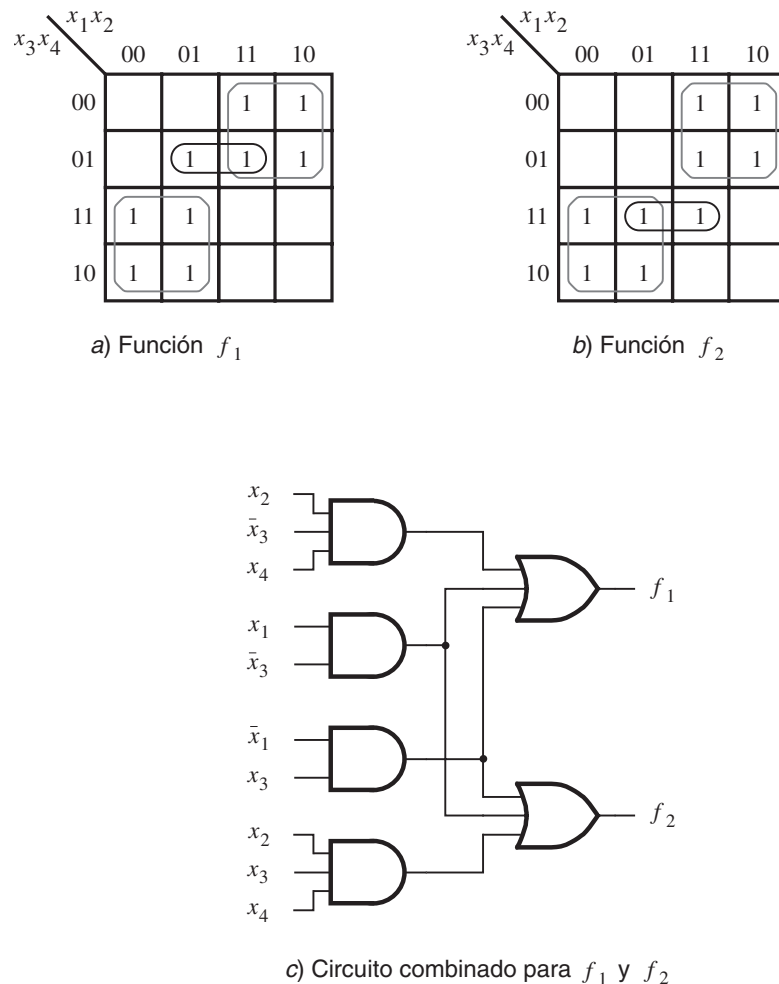 x1x2 x1x2
x3x4 x3x4
00 01 11 10 00 01 11 10
00 1 1 00 1 1
01 1 1 1 01 1 1
11 1 1 11 1 1 1
10 1 1 10 1 1
a) Función f1 b) Función f2
x2
x̄3
x4
f1
x1
x̄3
x̄1
x3
f2
x2
x3
x4
c) Circuito combinado para f1 y f2